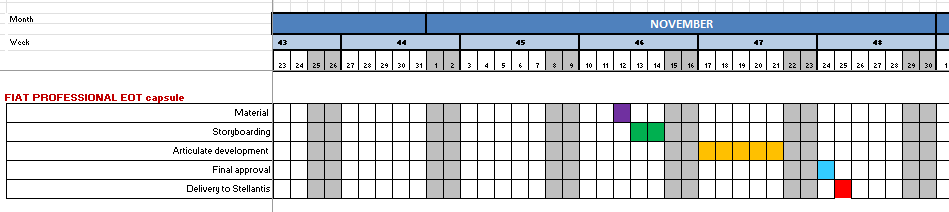 Month NOVEMBER
Week 43 44 45 46 47 48
23 24 25 26 27 28 29 30 31 1 2 3 4 5 6 7 8 9 10 11 12 13 14 15 16 17 18 19 20 21 22 23 24 25 26 27 28 29 30 1
FIAT PROFESSIONAL EOT capsule
Material
Storyboarding
Articulate development
Final approval
Delivery to Stellantis